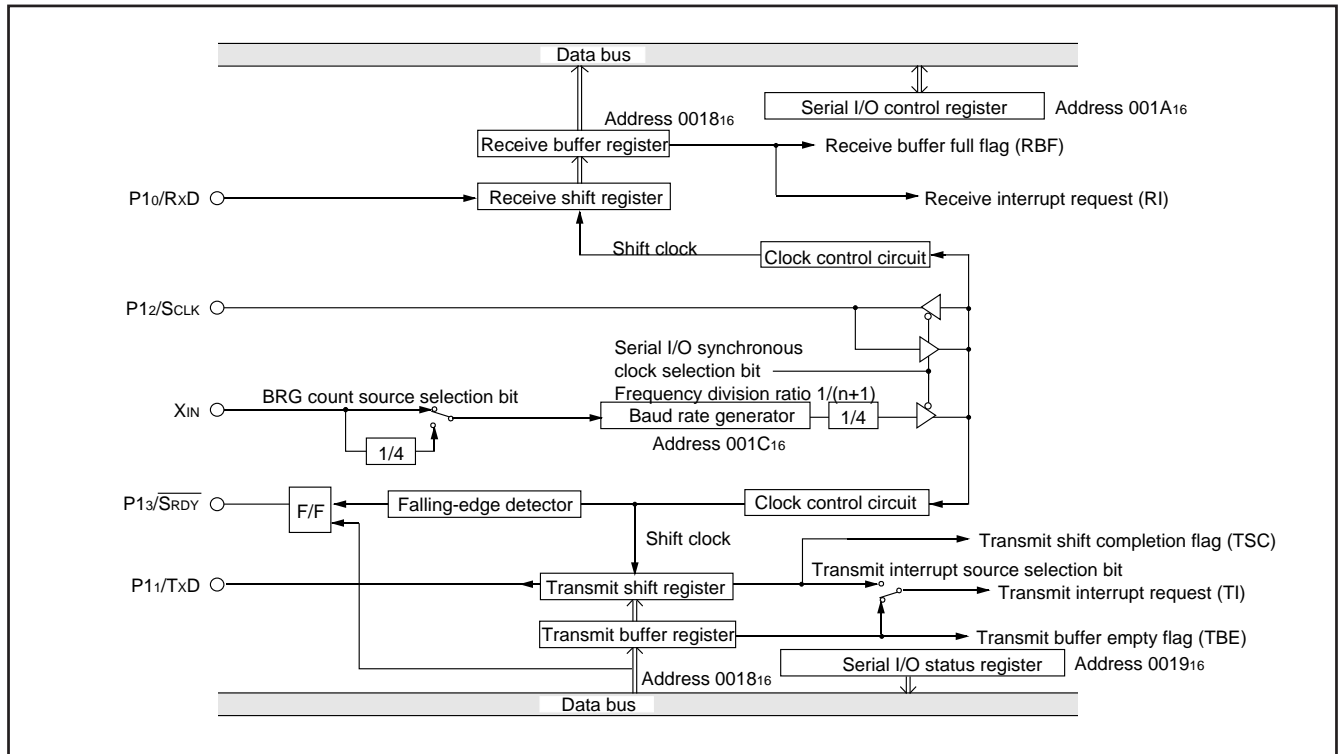 Data bus
Serial I/O control register
Address 001A16
Address 001816
Receive buffer register
Receive buffer full flag (RBF)
P10/RXD
Receive shift register
Receive interrupt request (RI)
Shift clock
Clock control circuit
P12/SCLK
Serial I/O synchronous
clock selection bit
BRG count source selection bit
Frequency division ratio 1/(n+1)
XIN
Baud rate generator
1/4
1/4
Address 001C16
P13/SRDY
F/F
Falling-edge detector
Clock control circuit
Shift clock
Transmit shift completion flag (TSC)
Transmit interrupt source selection bit
P11/TXD
Transmit shift register
Transmit interrupt request (TI)
Transmit buffer register
Transmit buffer empty flag (TBE)
Address 001816
Serial I/O status register
Address 001916
Data bus